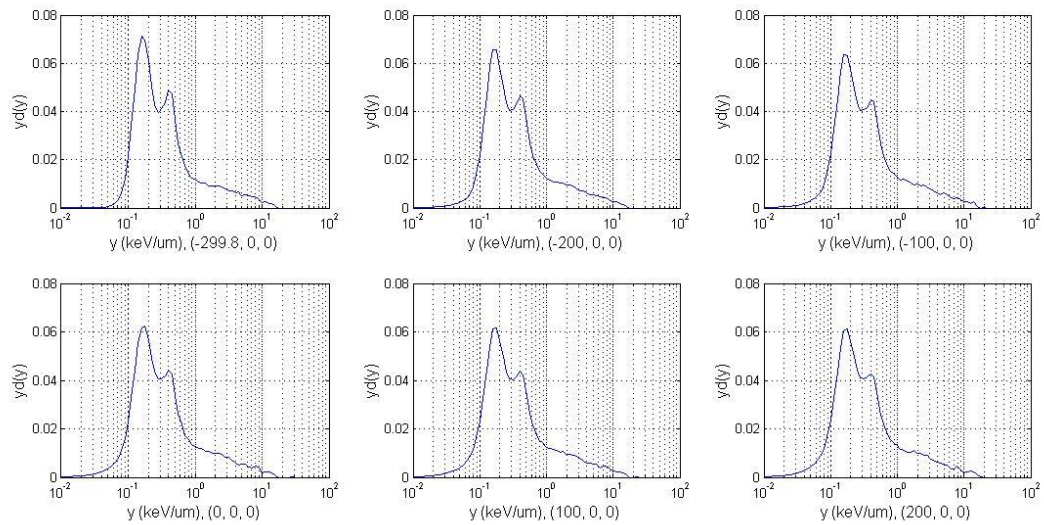 0.08 0.08 0.08
0.06 0.06 0.06
yd(y) 0.04 yd(y) 0.04 yd(y) 0.04
0.02 0.02 0.02
0 0 0
10^-2 10^-1 10^0 10^1 10^2 10^-2 10^-1 10^0 10^1 10^2 10^-2 10^-1 10^0 10^1 10^2
y (keV/um), (-299.8, 0, 0) y (keV/um), (-200, 0, 0) y (keV/um), (-100, 0, 0)
0.08 0.08 0.08
0.06 0.06 0.06
yd(y) 0.04 yd(y) 0.04 yd(y) 0.04
0.02 0.02 0.02
0 0 0
10^-2 10^-1 10^0 10^1 10^2 10^-2 10^-1 10^0 10^1 10^2 10^-2 10^-1 10^0 10^1 10^2
y (keV/um), (0, 0, 0) y (keV/um), (100, 0, 0) y (keV/um), (200, 0, 0)